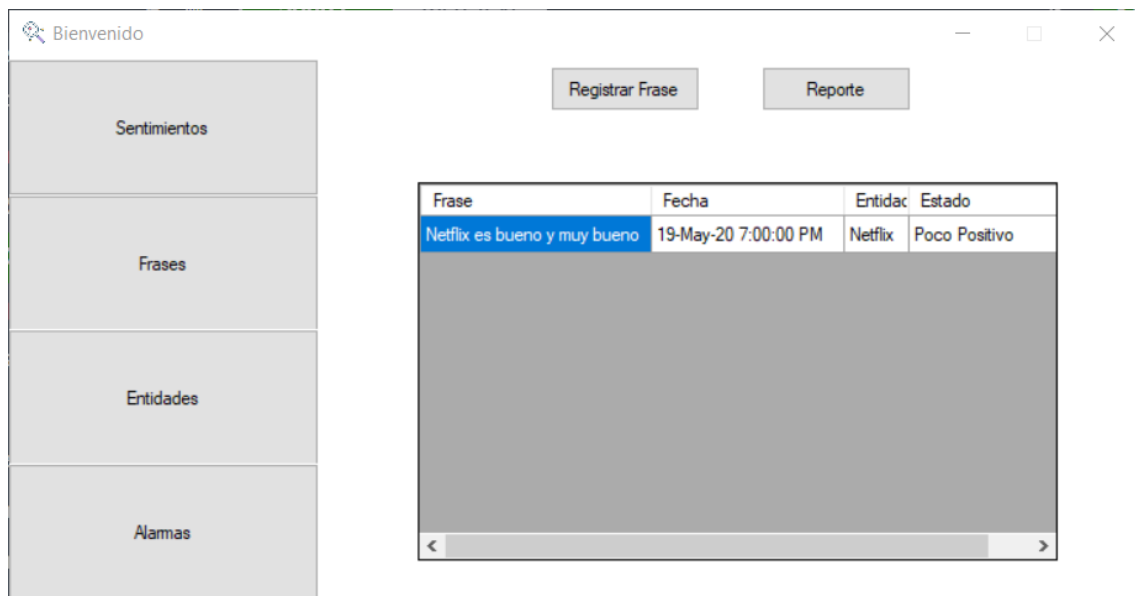 Bienvenido
Sentimientos
Frases
Entidades
Alarmas
Registrar Frase
Reporte
Frase Fecha Entidad Estado
Netflix es bueno y muy bueno 19-May-20 7:00:00 PM Netflix Poco Positivo